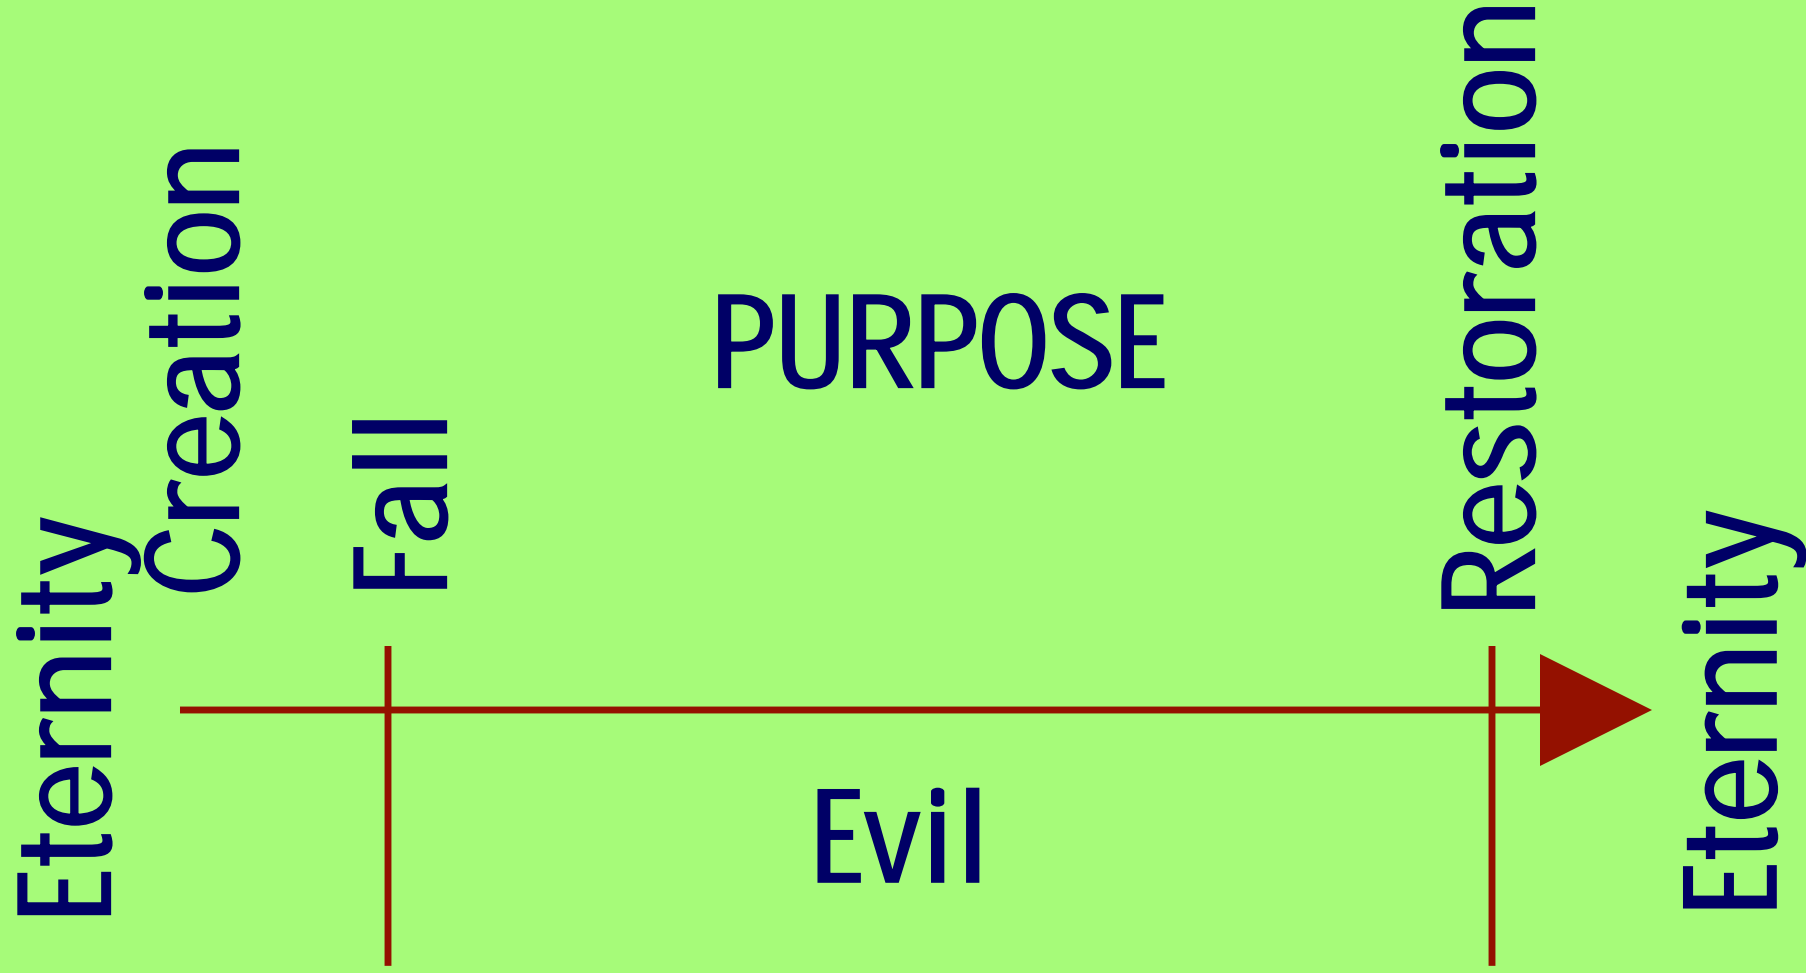 Eternity
Creation
Fall
PURPOSE
Evil
Restoration
Eternity